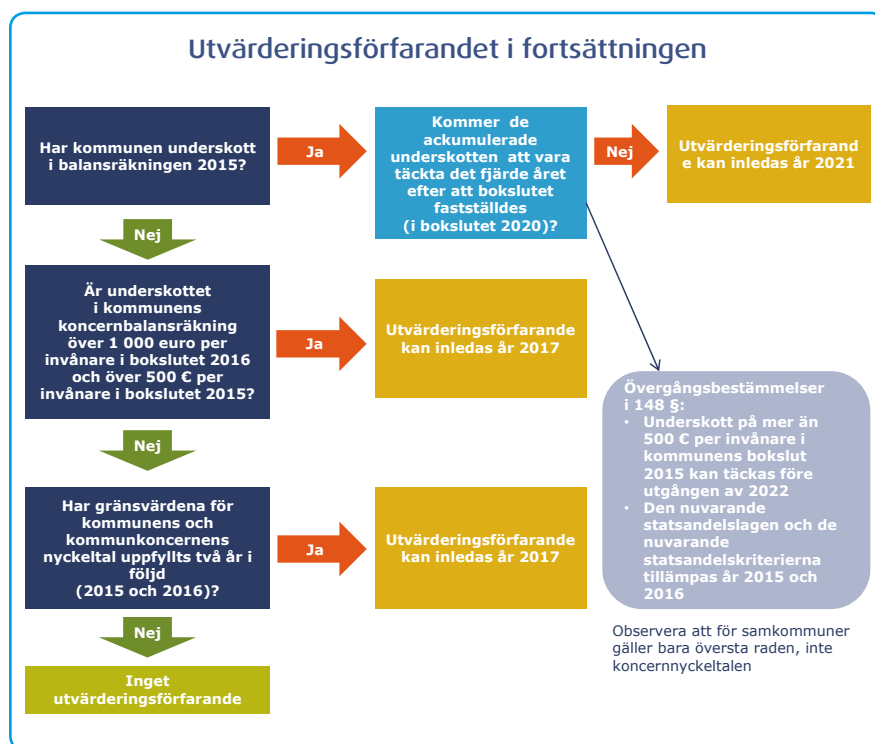 Utvärderingsförfarandet i fortsättningen
Har kommunen underskott
i balansräkningen 2015?
Ja
Kommer de
ackumulerade
underskotten att vara
täckta det fjärde året
efter att bokslutet
fastställdes
(i bokslutet 2020)?
Nej
Utvärderingsförfarand
e kan inledas år 2021
Nej
Är underskottet
i kommunens
koncernbalansräkning
över 1 000 euro per
invånare i bokslutet 2016
och över 500 € per
invånare i bokslutet 2015?
Ja
Utvärderingsförfarande
kan inledas år 2017
Övergångsbestämmelser
i 148 §:
• Underskott på mer än
500 € per invånare i
kommunens bokslut
2015 kan täckas före
utgången av 2022
• Den nuvarande
statsandelslagen och de
nuvarande
statsandelskriterierna
tillämpas år 2015 och
2016
Nej
Har gränsvärdena för
kommunens och
kommunkoncernens
nyckeltal uppfyllts två år i
följd
(2015 och 2016)?
Ja
Utvärderingsförfarande
kan inledas år 2017
Observera att för samkommuner
gäller bara översta raden, inte
koncernnyckeltalen
Nej
Inget
utvärderingsförfarande